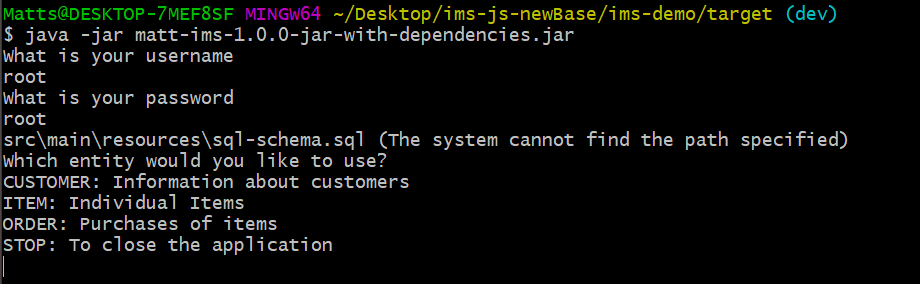 Matts@DESKTOP-7MEF8SF MINGW64 ~/Desktop/ims-js-newBase/ims-demo/target (dev)
$ java -jar matt-ims-1.0.0-jar-with-dependencies.jar
What is your username
root
What is your password
root
src\main\resources\sql-schema.sql (The system cannot find the path specified)
Which entity would you like to use?
CUSTOMER: Information about customers
ITEM: Individual Items
ORDER: Purchases of items
STOP: To close the application